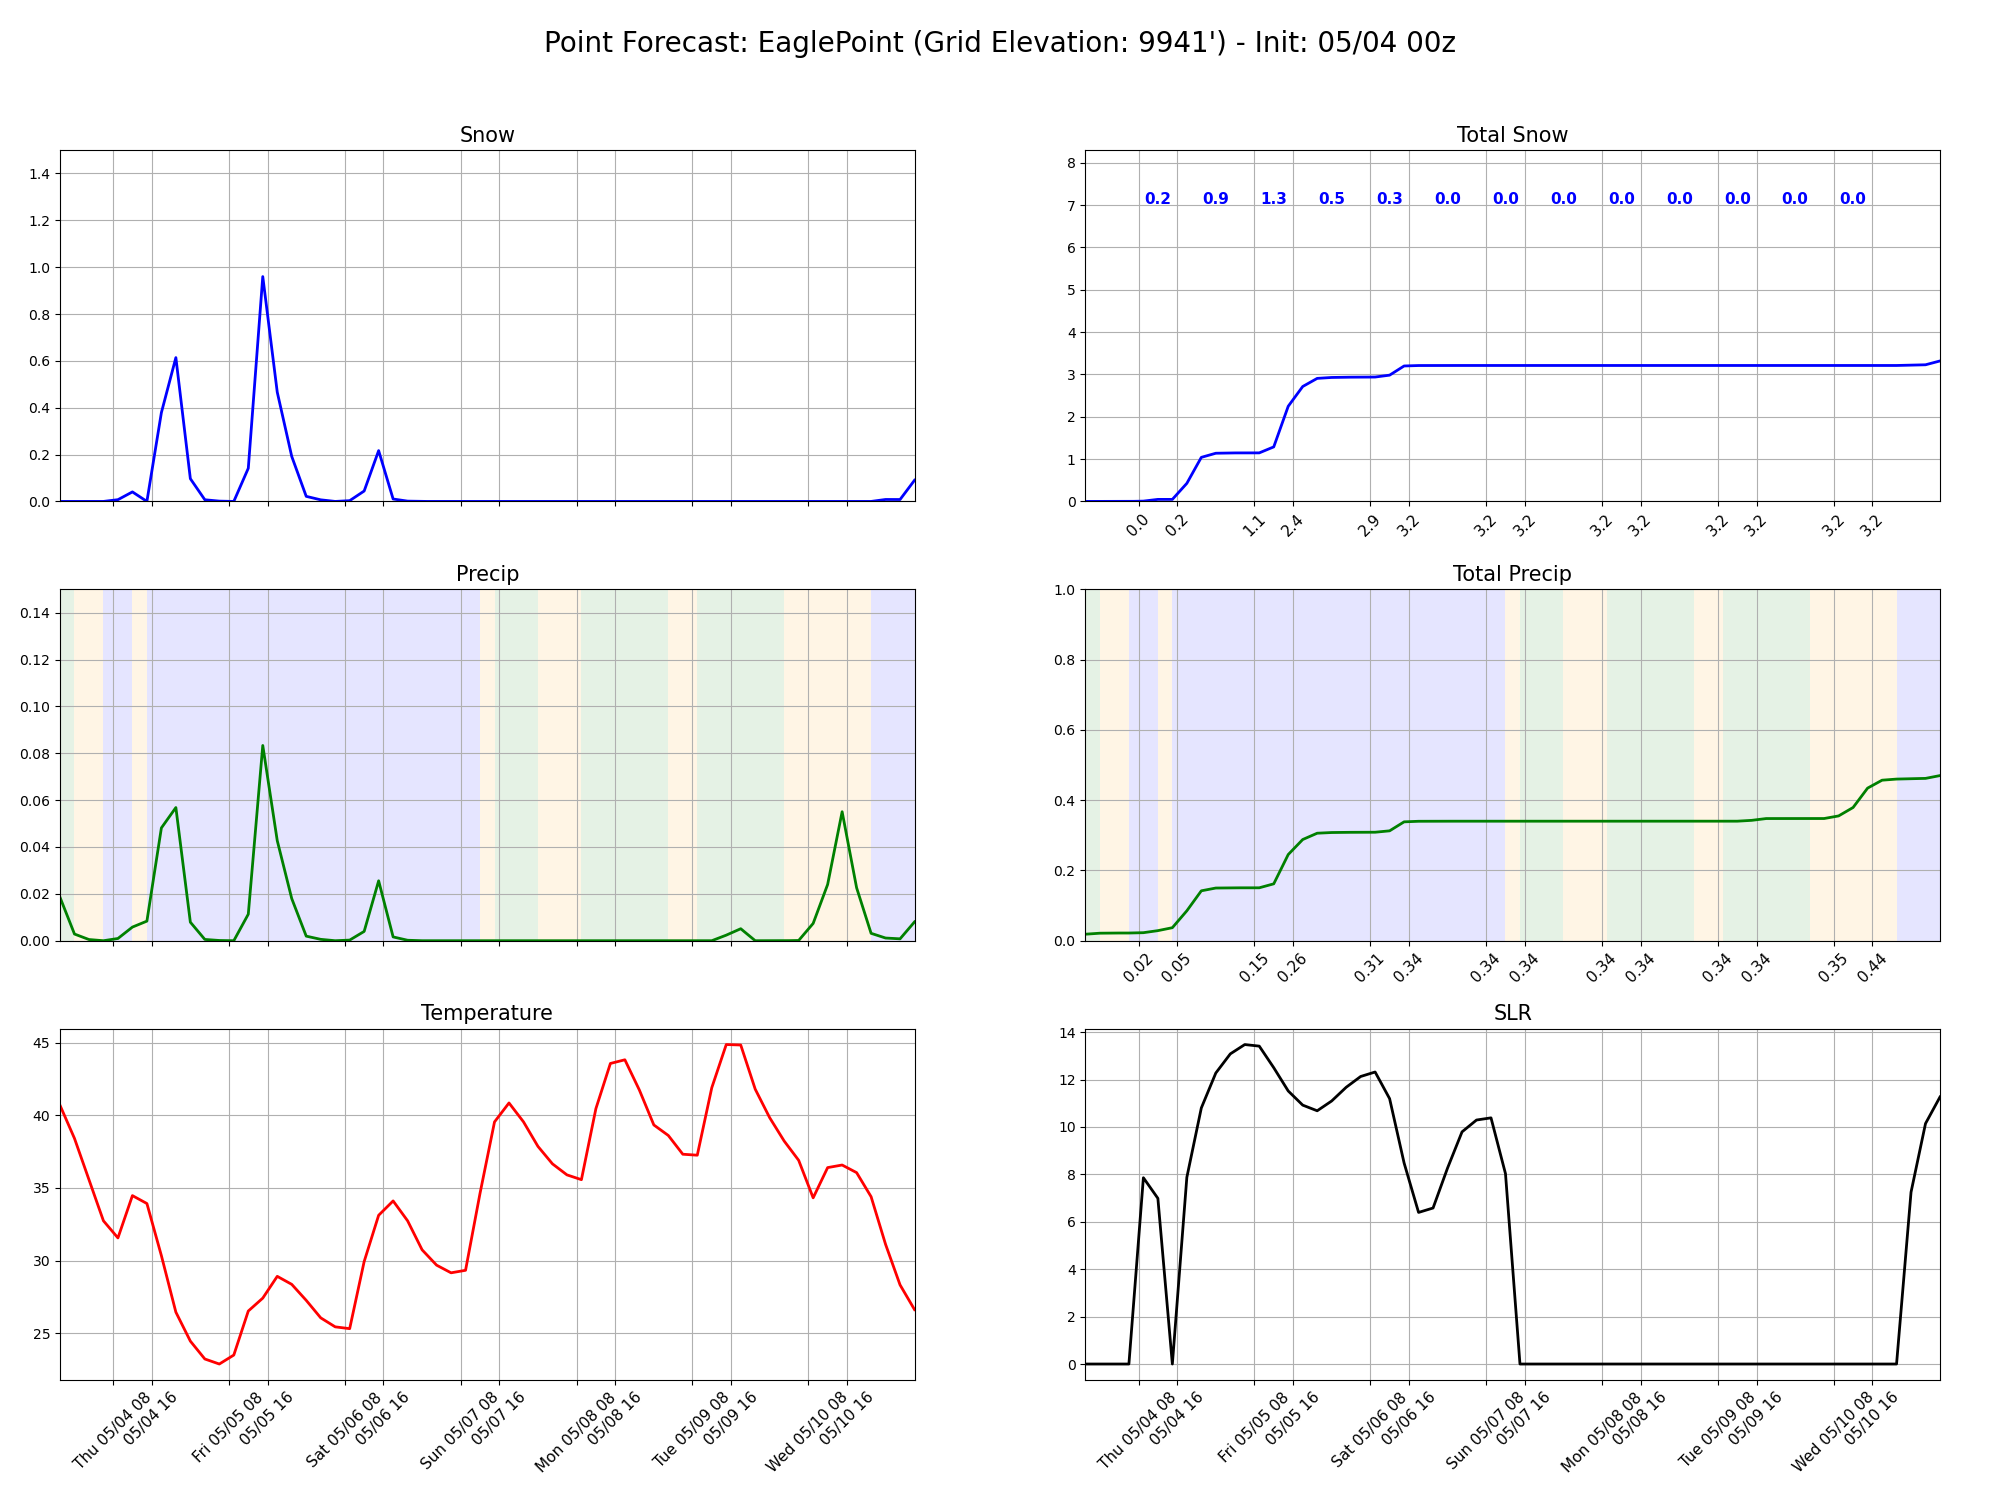 Point Forecast: EaglePoint (Grid Elevation: 9941') - Init: 05/04 00z
Snow
1.4
1.2
1.0
0.8
0.6
0.4
0.2
0.0
Total Snow
8
7
6
5
4
3
2
1
0
0.2 0.9 1.3 0.5 0.3 0.0 0.0 0.0 0.0 0.0 0.0 0.0 0.0
0.0 0.2 1.1 2.4 2.9 3.2 3.2 3.2 3.2 3.2 3.2 3.2 3.2 3.2
Precip
0.14
0.12
0.10
0.08
0.06
0.04
0.02
0.00
Total Precip
1.0
0.8
0.6
0.4
0.2
0.0
0.02 0.05 0.15 0.26 0.31 0.34 0.34 0.34 0.34 0.34 0.34 0.34 0.35 0.44
Temperature
45
40
35
30
25
Thu 05/04 08
05/04 16
Fri 05/05 08
05/05 16
Sat 05/06 08
05/06 16
Sun 05/07 08
05/07 16
Mon 05/08 08
05/08 16
Tue 05/09 08
05/09 16
Wed 05/10 08
05/10 16
SLR
14
12
10
8
6
4
2
0
Thu 05/04 08
05/04 16
Fri 05/05 08
05/05 16
Sat 05/06 08
05/06 16
Sun 05/07 08
05/07 16
Mon 05/08 08
05/08 16
Tue 05/09 08
05/09 16
Wed 05/10 08
05/10 16